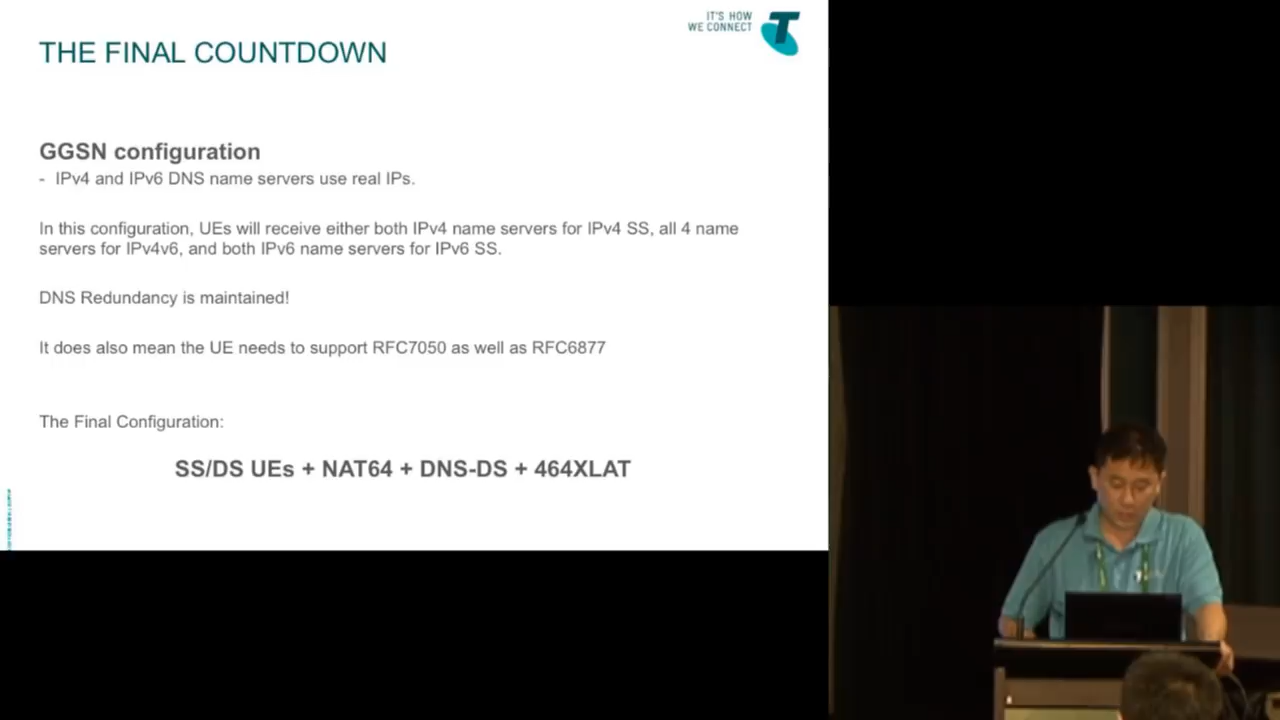 IT'S HOW
WE CONNECT
THE FINAL COUNTDOWN
GGSN configuration
- IPv4 and IPv6 DNS name servers use real IPs.
In this configuration, UEs will receive either both IPv4 name servers for IPv4 SS, all 4 name
servers for IPv4v6, and both IPv6 name servers for IPv6 SS.
DNS Redundancy is maintained!
It does also mean the UE needs to support RFC7050 as well as RFC6877
The Final Configuration:
SS/DS UEs + NAT64 + DNS-DS + 464XLAT